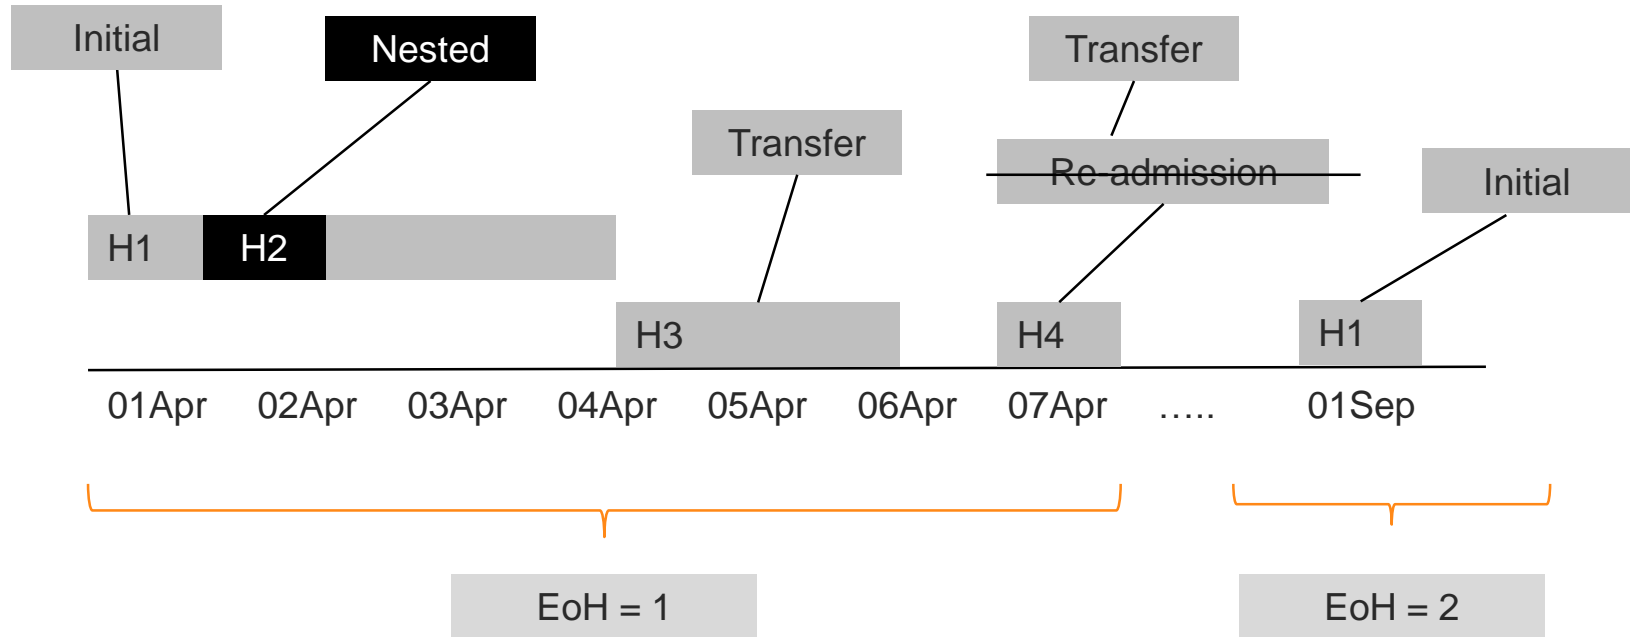 Initial
Nested
Transfer
Transfer
Re-admission
Initial
H1
H2
H3
H4
H1
01Apr 02Apr 03Apr 04Apr 05Apr 06Apr 07Apr ..... 01Sep
EoH = 1
EoH = 2